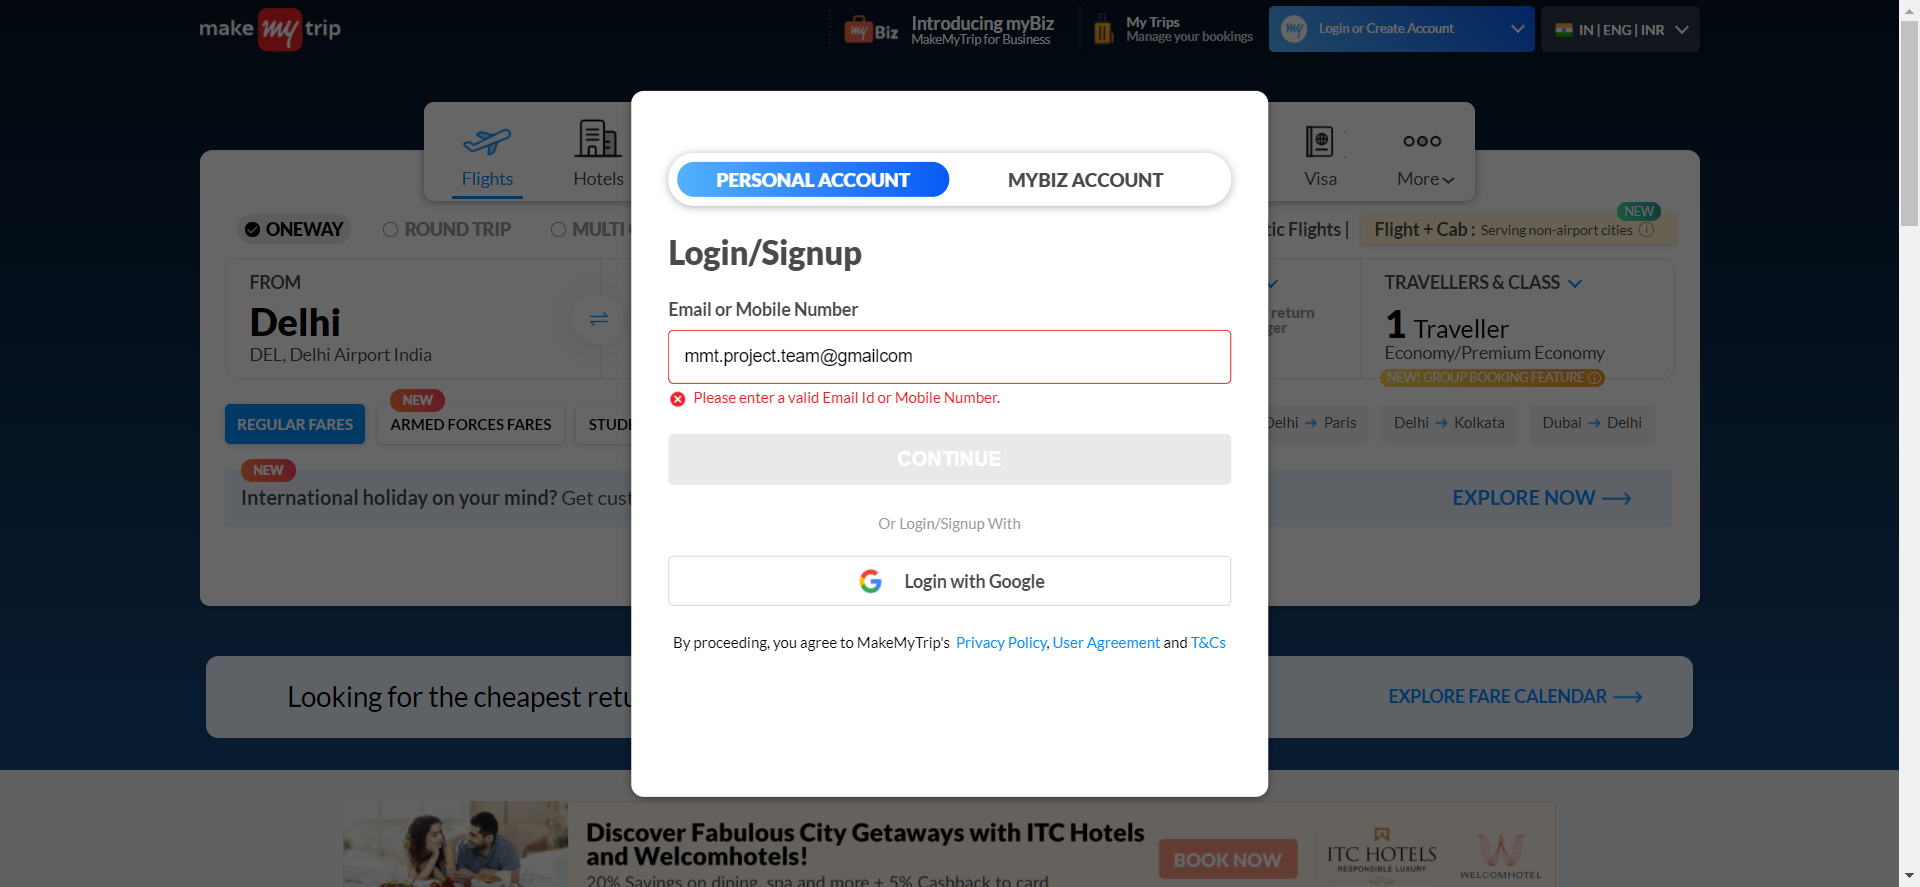 make my trip
my Biz
Introducing myBiz
MakeMyTrip for Business
My Trips
Manage your bookings
my
Login or Create Account
IN | ENG | INR
Flights
Hotels
Visa
More
ONEWAY
ROUND TRIP
MULTI
tic Flights |
NEW
Flight + Cab : Serving non-airport cities
FROM
Delhi
DEL, Delhi Airport India
return
ger
TRAVELLERS & CLASS
1 Traveller
Economy/Premium Economy
NEW! GROUP BOOKING FEATURE
REGULAR FARES
NEW
ARMED FORCES FARES
STUDE
Delhi → Paris
Delhi → Kolkata
Dubai → Delhi
NEW
International holiday on your mind? Get cust
EXPLORE NOW
PERSONAL ACCOUNT
MYBIZ ACCOUNT
Login/Signup
Email or Mobile Number
mmt.project.team@gmailcom
Please enter a valid Email Id or Mobile Number.
CONTINUE
Or Login/Signup With
Login with Google
By proceeding, you agree to MakeMyTrip's Privacy Policy, User Agreement and T&Cs
Looking for the cheapest retu
EXPLORE FARE CALENDAR
Discover Fabulous City Getaways with ITC Hotels
and Welcomhotels!
20% Savings on dining, spa and more + 5% Cashback to card
BOOK NOW
ITC HOTELS
RESPONSIBLE LUXURY
WELCOMHOTEL